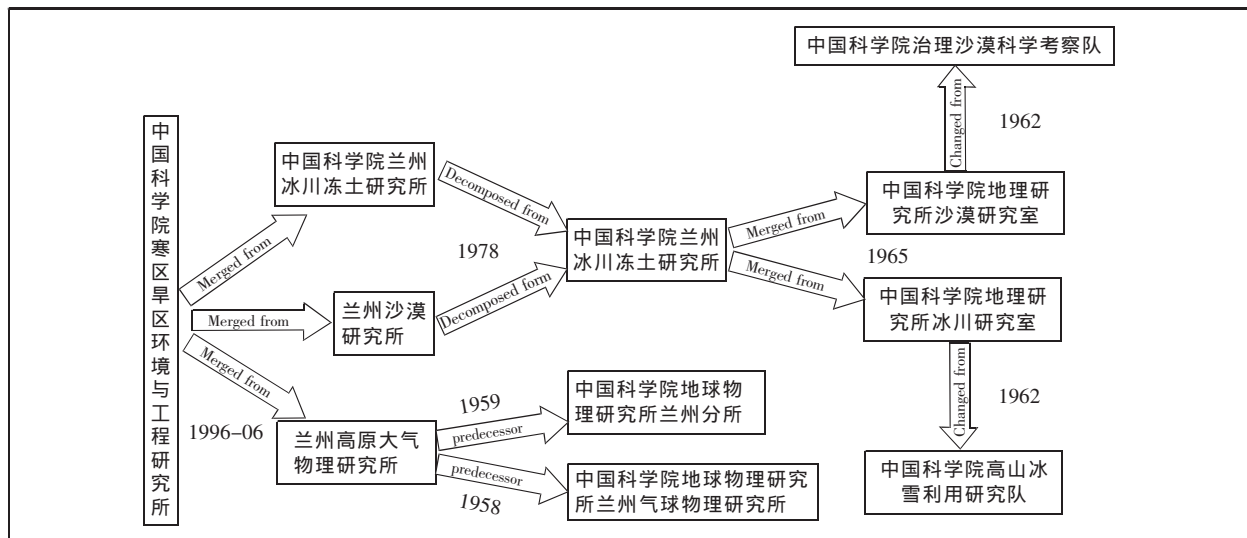 中国科学院治理沙漠科学考察队
1962
Changed from
中国科学院寒区旱区环境与工程研究所
中国科学院兰州
冰川冻土研究所
Decomposed from
中国科学院地理研
究所沙漠研究室
Merged from
Merged from
1978
中国科学院兰州
冰川冻土研究所
1965
Merged from
Merged from
兰州沙漠
研究所
Decomposed form
中国科学院地理研
究所冰川研究室
Merged from
1996-06
兰州高原大气
物理研究所
1959
predecessor
中国科学院地球物
理研究所兰州分所
Changed from
1962
predecessor
1958
中国科学院地球物理研究
所兰州气球物理研究所
中国科学院高山冰
雪利用研究队